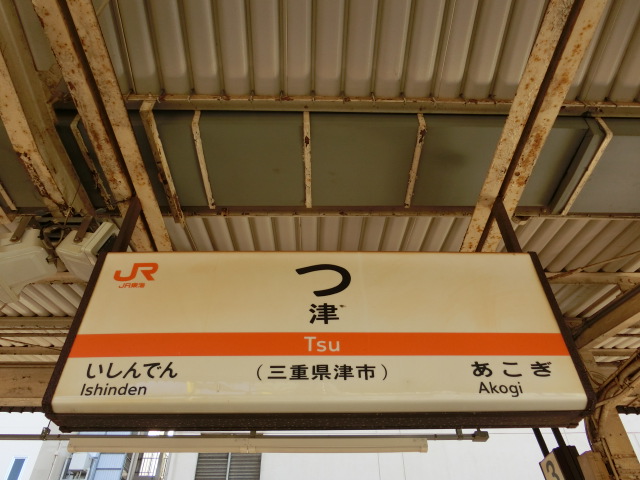 JR
JR東海
つ
津
Tsu
いしんでん
Ishinden
(三重県津市)
あこぎ
Akogi
3